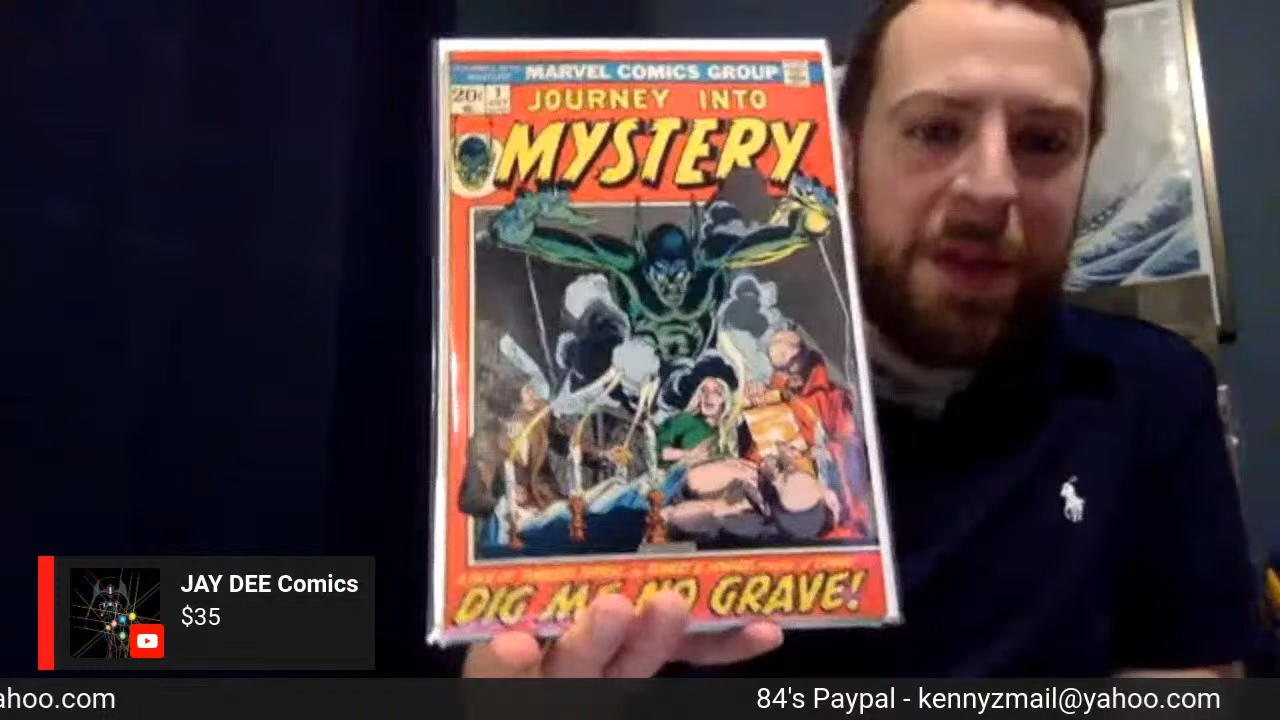 MARVEL COMICS GROUP
20¢ 1
JOURNEY INTO
MYSTERY
DIG ME NO GRAVE!
JAY DEE Comics
$35
ahoo.com 84's Paypal - kennyzmail@yahoo.com